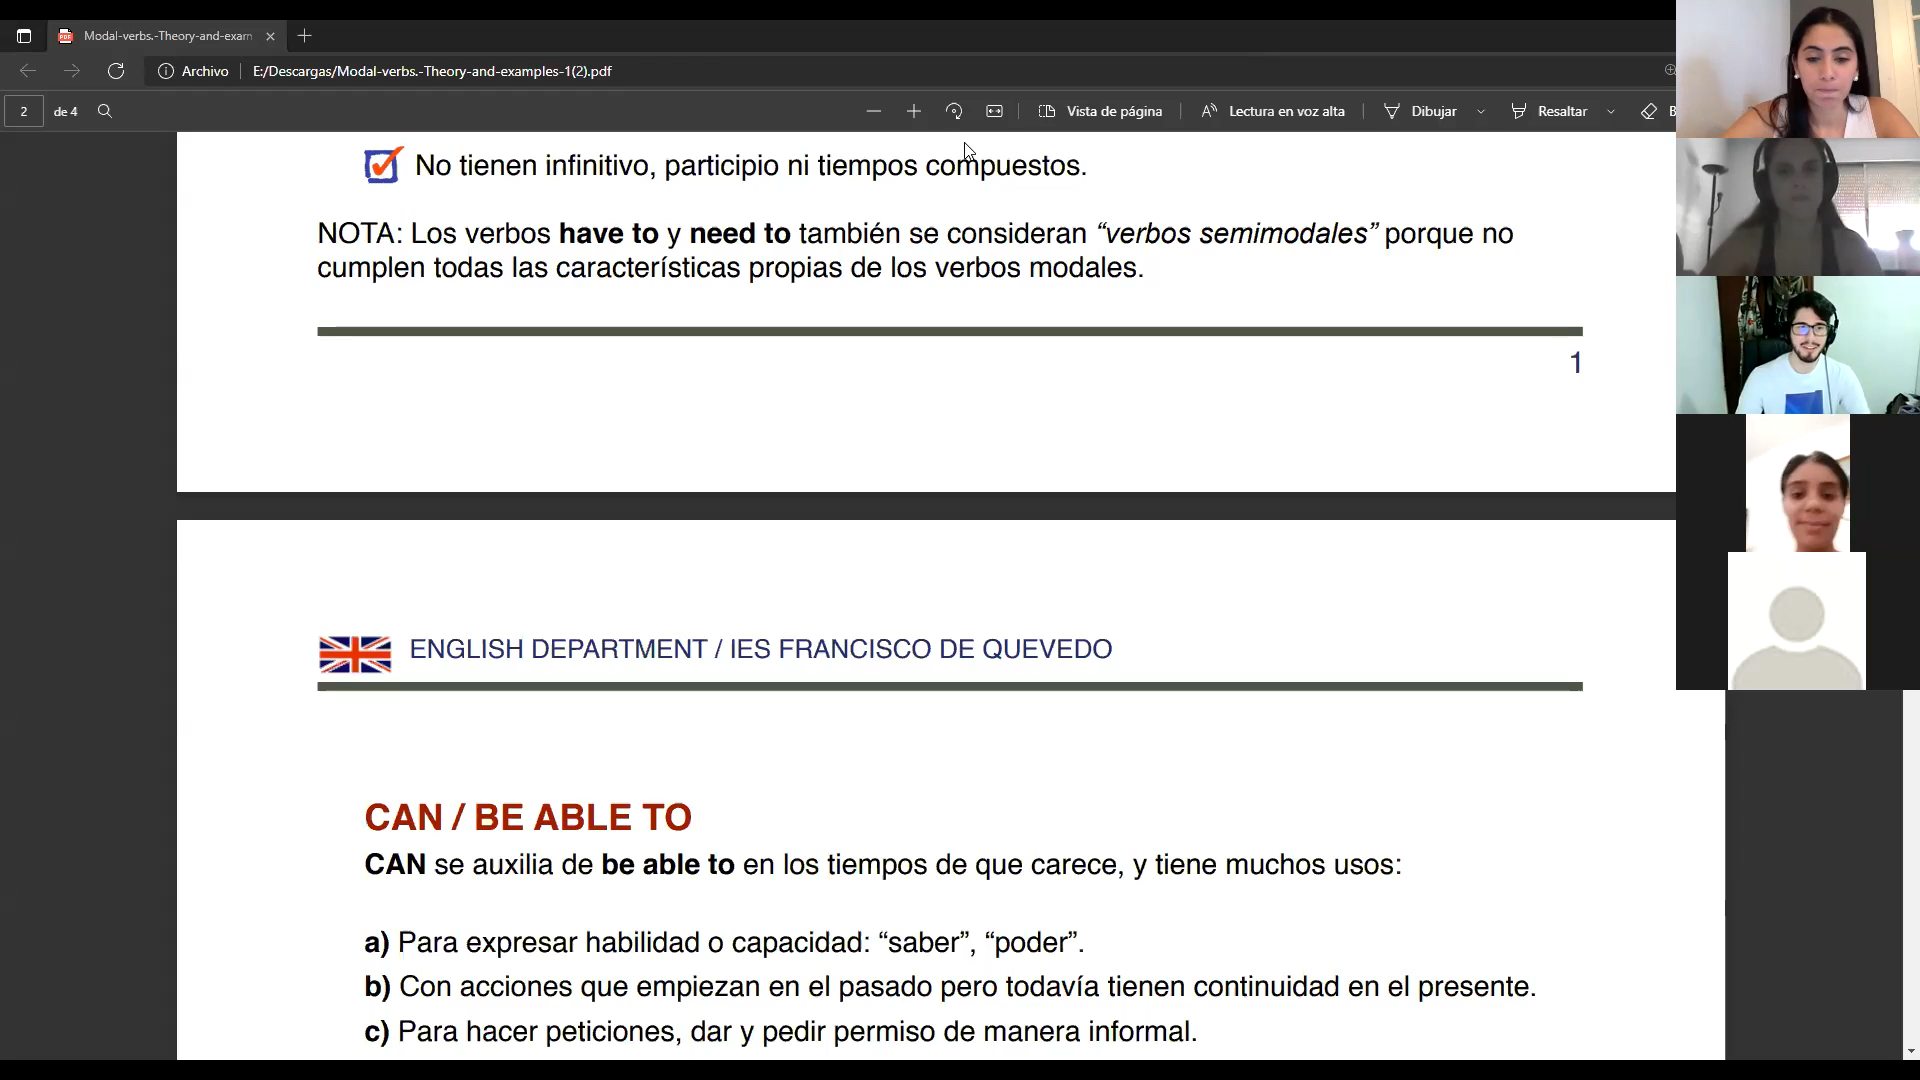 Modal-verbs.-Theory-and-exam
Archivo
E:/Descargas/Modal-verbs.-Theory-and-examples-1(2).pdf
2 de 4
Vista de página
Lectura en voz alta
Dibujar
Resaltar
B
No tienen infinitivo, participio ni tiempos compuestos.
NOTA: Los verbos have to y need to también se consideran “verbos semimodales” porque no
cumplen todas las características propias de los verbos modales.
1
ENGLISH DEPARTMENT / IES FRANCISCO DE QUEVEDO
CAN / BE ABLE TO
CAN se auxilia de be able to en los tiempos de que carece, y tiene muchos usos:
a) Para expresar habilidad o capacidad: “saber”, “poder”.
b) Con acciones que empiezan en el pasado pero todavía tienen continuidad en el presente.
c) Para hacer peticiones, dar y pedir permiso de manera informal.